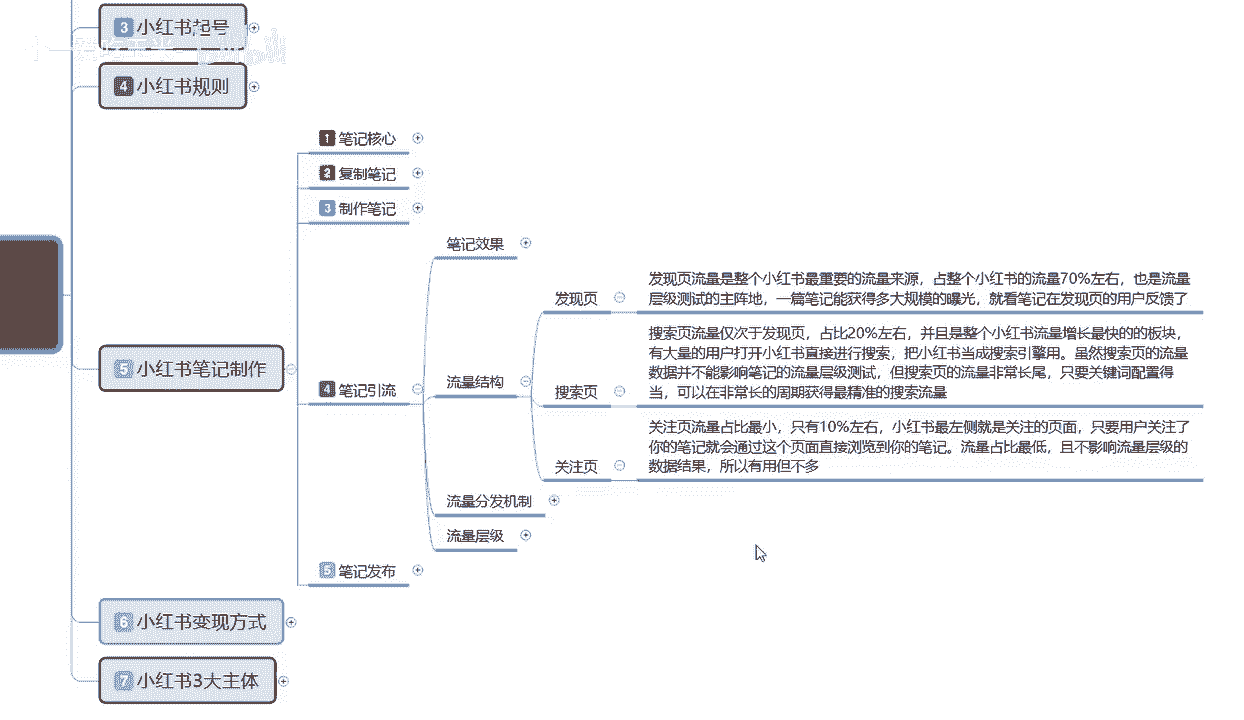 3 小红书起号
4 小红书规则
1 笔记核心
2 复制笔记
3 制作笔记
笔记效果
发现页
发现页流量是整个小红书最重要的流量来源，占整个小红书的流量70%左右，也是流量
层级测试的主阵地，一篇笔记能获得多大规模的曝光，就看笔记在发现页的用户反馈了
搜索页流量仅次于发现页，占比20%左右，并且是整个小红书流量增长最快的的板块，
有大量的用户打开小红书直接进行搜索，把小红书当成搜索引擎用。虽然搜索页的流量
数据并不能影响笔记的流量层级测试，但搜索页的流量非常长尾，只要关键词配置得
当，可以在非常长的周期获得最精准的搜索流量
5 小红书笔记制作
4 笔记引流
流量结构
搜索页
关注页流量占比最小，只有10%左右，小红书最左侧就是关注的页面，只要用户关注了
你的笔记就会通过这个页面直接浏览到你的笔记。流量占比最低，且不影响流量层级的
数据结果，所以有用但不多
关注页
流量分发机制
流量层级
5 笔记发布
6 小红书变现方式
7 小红书3大主体